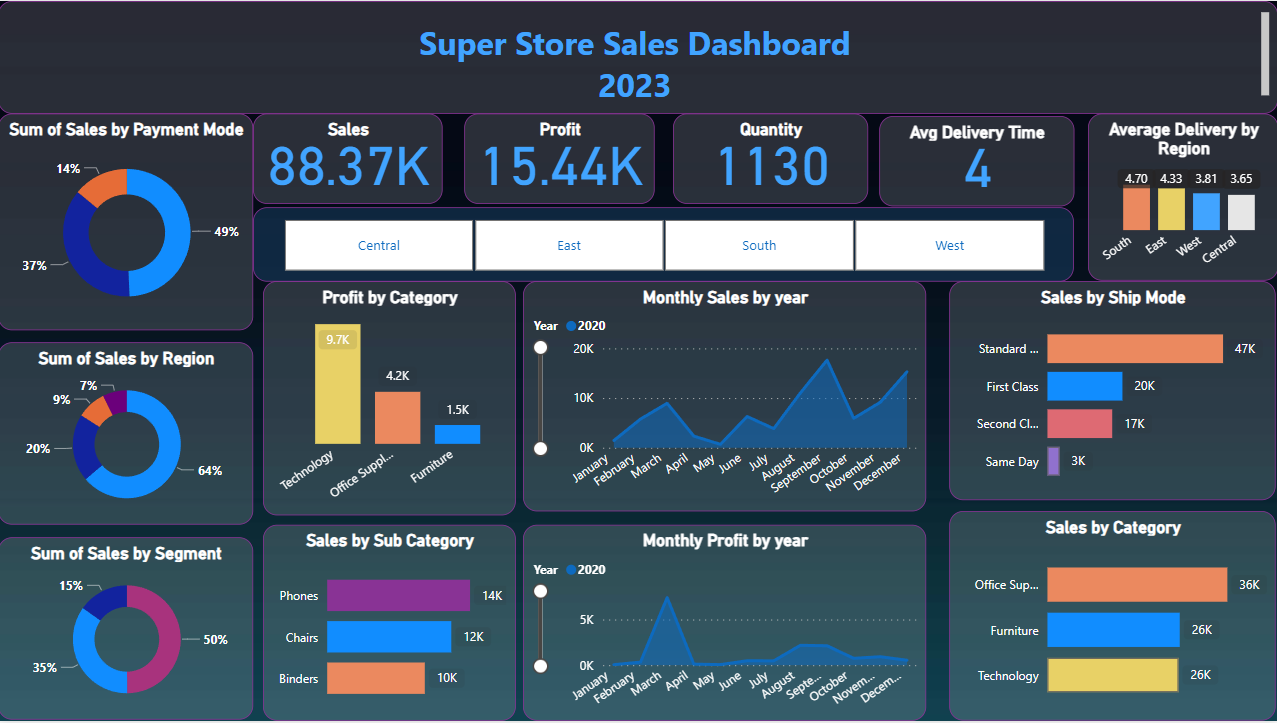 Super Store Sales Dashboard
2023
Sum of Sales by Payment Mode
14%
49%
37%
Sales
88.37K
Profit
15.44K
Quantity
1130
Avg Delivery Time
4
Average Delivery by
Region
4.70 4.33 3.81 3.65
South East West Central
Central East South West
Sum of Sales by Region
7%
9%
20%
64%
Profit by Category
9.7K
4.2K
1.5K
Technology Office Suppl... Furniture
Monthly Sales by year
Year 2020
20K
10K
0K
January February March April May June July August September October November December
Sales by Ship Mode
Standard ... 47K
First Class 20K
Second Cl... 17K
Same Day 3K
Sum of Sales by Segment
15%
50%
35%
Sales by Sub Category
Phones 14K
Chairs 12K
Binders 10K
Monthly Profit by year
Year 2020
5K
0K
January February March April May June July August Septe... October Novem... Decem...
Sales by Category
Office Sup... 36K
Furniture 26K
Technology 26K